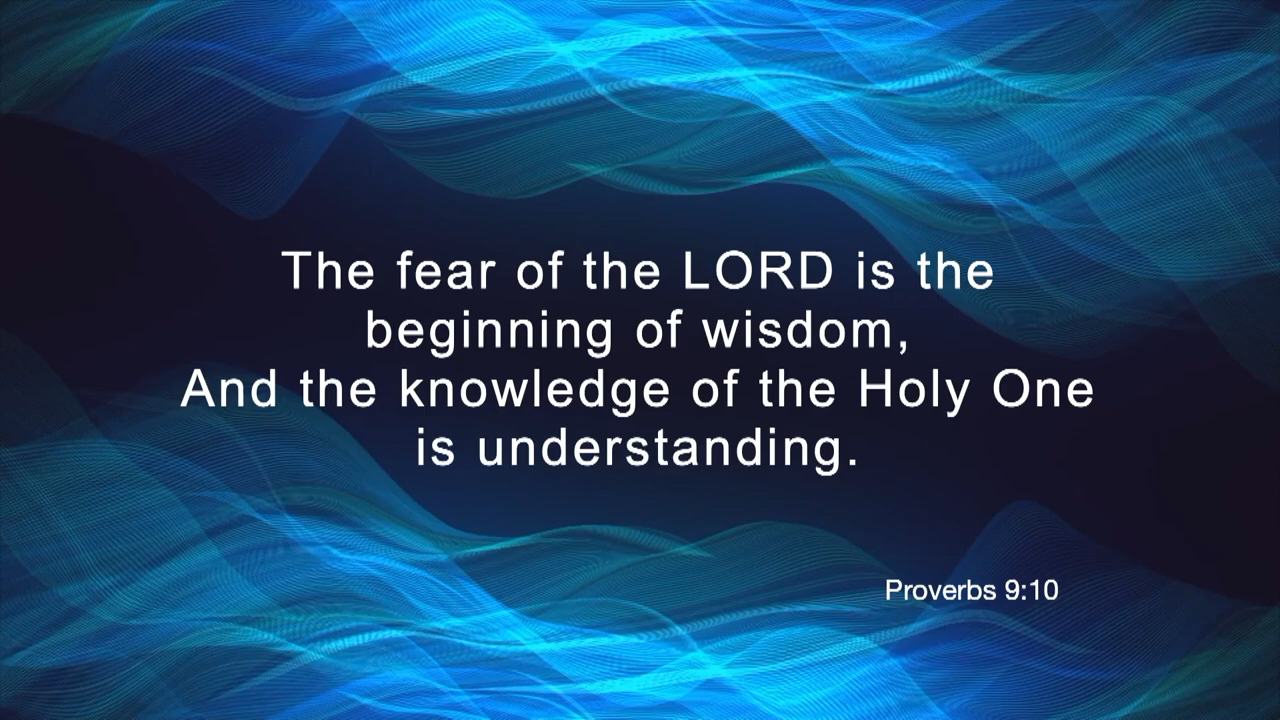 The fear of the LORD is the
beginning of wisdom,
And the knowledge of the Holy One
is understanding.
Proverbs 9:10